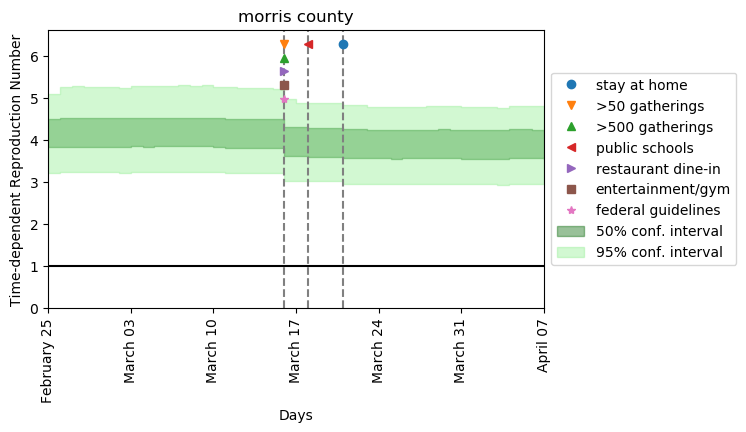 morris county
Time-dependent Reproduction Number
6
5
4
3
2
1
0
February 25
March 03
March 10
March 17
March 24
March 31
April 07
Days
stay at home
>50 gatherings
>500 gatherings
public schools
restaurant dine-in
entertainment/gym
federal guidelines
50% conf. interval
95% conf. interval